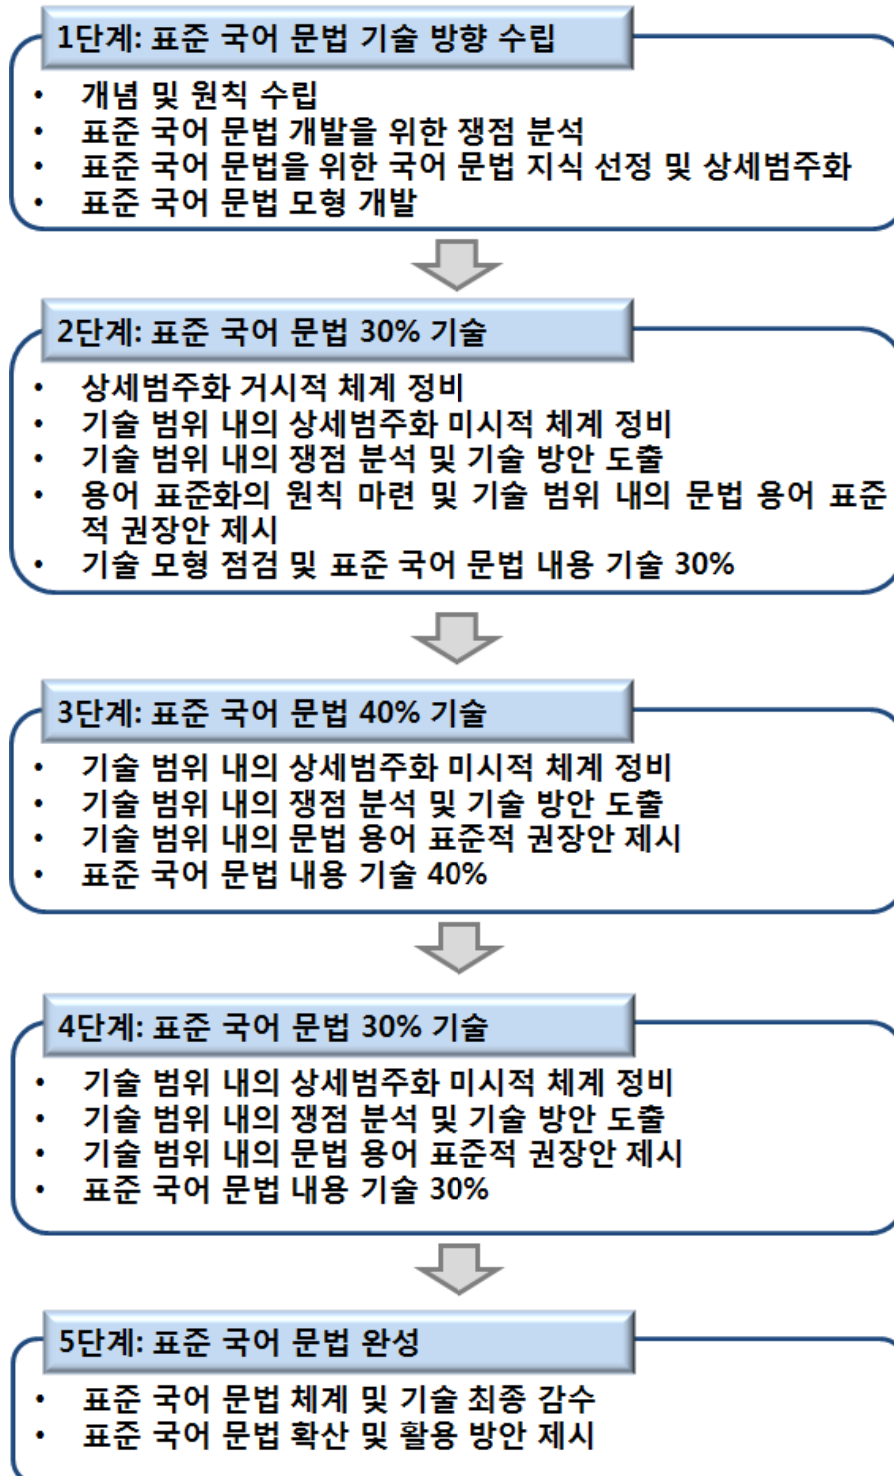 1단계: 표준 국어 문법 기술 방향 수립
• 개념 및 원칙 수립
• 표준 국어 문법 개발을 위한 쟁점 분석
• 표준 국어 문법을 위한 국어 문법 지식 선정 및 상세범주화
• 표준 국어 문법 모형 개발
2단계: 표준 국어 문법 30% 기술
• 상세범주화 거시적 체계 정비
• 기술 범위 내의 상세범주화 미시적 체계 정비
• 기술 범위 내의 쟁점 분석 및 기술 방안 도출
• 용어 표준화의 원칙 마련 및 기술 범위 내의 문법 용어 표준
적 권장안 제시
• 기술 모형 점검 및 표준 국어 문법 내용 기술 30%
3단계: 표준 국어 문법 40% 기술
• 기술 범위 내의 상세범주화 미시적 체계 정비
• 기술 범위 내의 쟁점 분석 및 기술 방안 도출
• 기술 범위 내의 문법 용어 표준적 권장안 제시
• 표준 국어 문법 내용 기술 40%
4단계: 표준 국어 문법 30% 기술
• 기술 범위 내의 상세범주화 미시적 체계 정비
• 기술 범위 내의 쟁점 분석 및 기술 방안 도출
• 기술 범위 내의 문법 용어 표준적 권장안 제시
• 표준 국어 문법 내용 기술 30%
5단계: 표준 국어 문법 완성
• 표준 국어 문법 체계 및 기술 최종 감수
• 표준 국어 문법 확산 및 활용 방안 제시